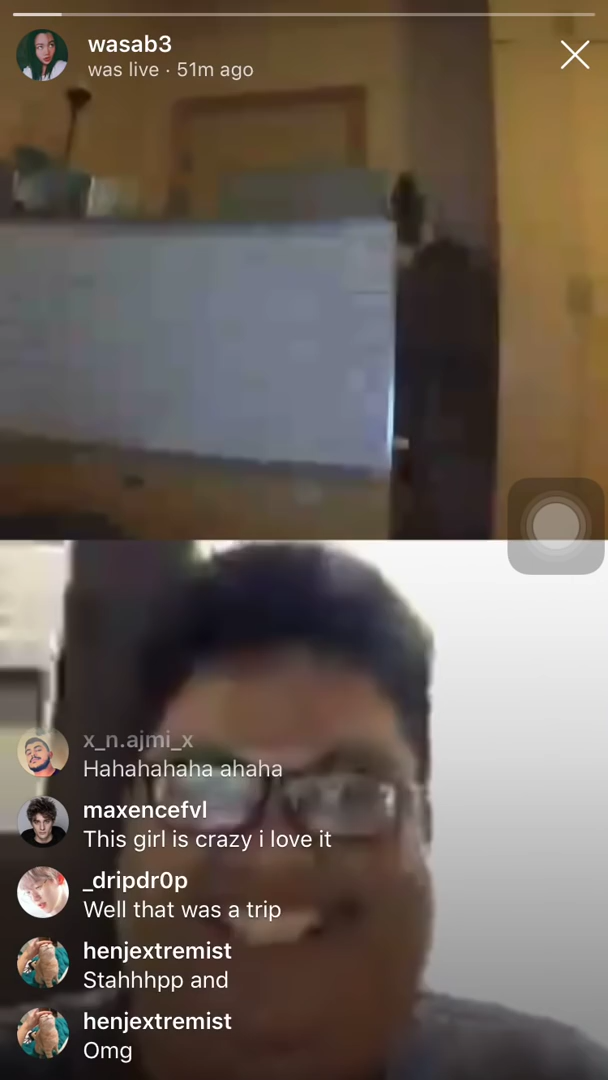 wasab3
was live · 51m ago
x_n.ajmi_x
Hahahahaha ahaha
maxencefvl
This girl is crazy i love it
_dripdr0p
Well that was a trip
henjextremist
Stahhhpp and
henjextremist
Omg